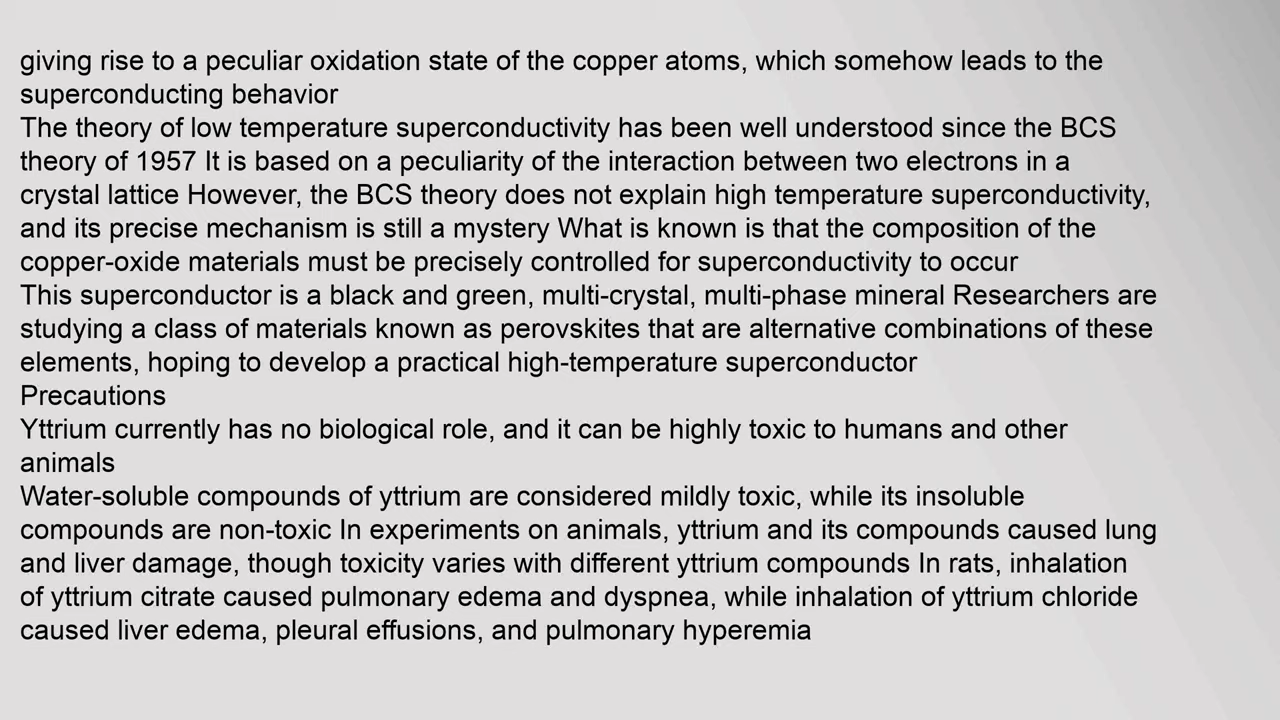 giving rise to a peculiar oxidation state of the copper atoms, which somehow leads to the
superconducting behavior
The theory of low temperature superconductivity has been well understood since the BCS
theory of 1957 It is based on a peculiarity of the interaction between two electrons in a
crystal lattice However, the BCS theory does not explain high temperature superconductivity,
and its precise mechanism is still a mystery What is known is that the composition of the
copper-oxide materials must be precisely controlled for superconductivity to occur
This superconductor is a black and green, multi-crystal, multi-phase mineral Researchers are
studying a class of materials known as perovskites that are alternative combinations of these
elements, hoping to develop a practical high-temperature superconductor
Precautions
Yttrium currently has no biological role, and it can be highly toxic to humans and other
animals
Water-soluble compounds of yttrium are considered mildly toxic, while its insoluble
compounds are non-toxic In experiments on animals, yttrium and its compounds caused lung
and liver damage, though toxicity varies with different yttrium compounds In rats, inhalation
of yttrium citrate caused pulmonary edema and dyspnea, while inhalation of yttrium chloride
caused liver edema, pleural effusions, and pulmonary hyperemia